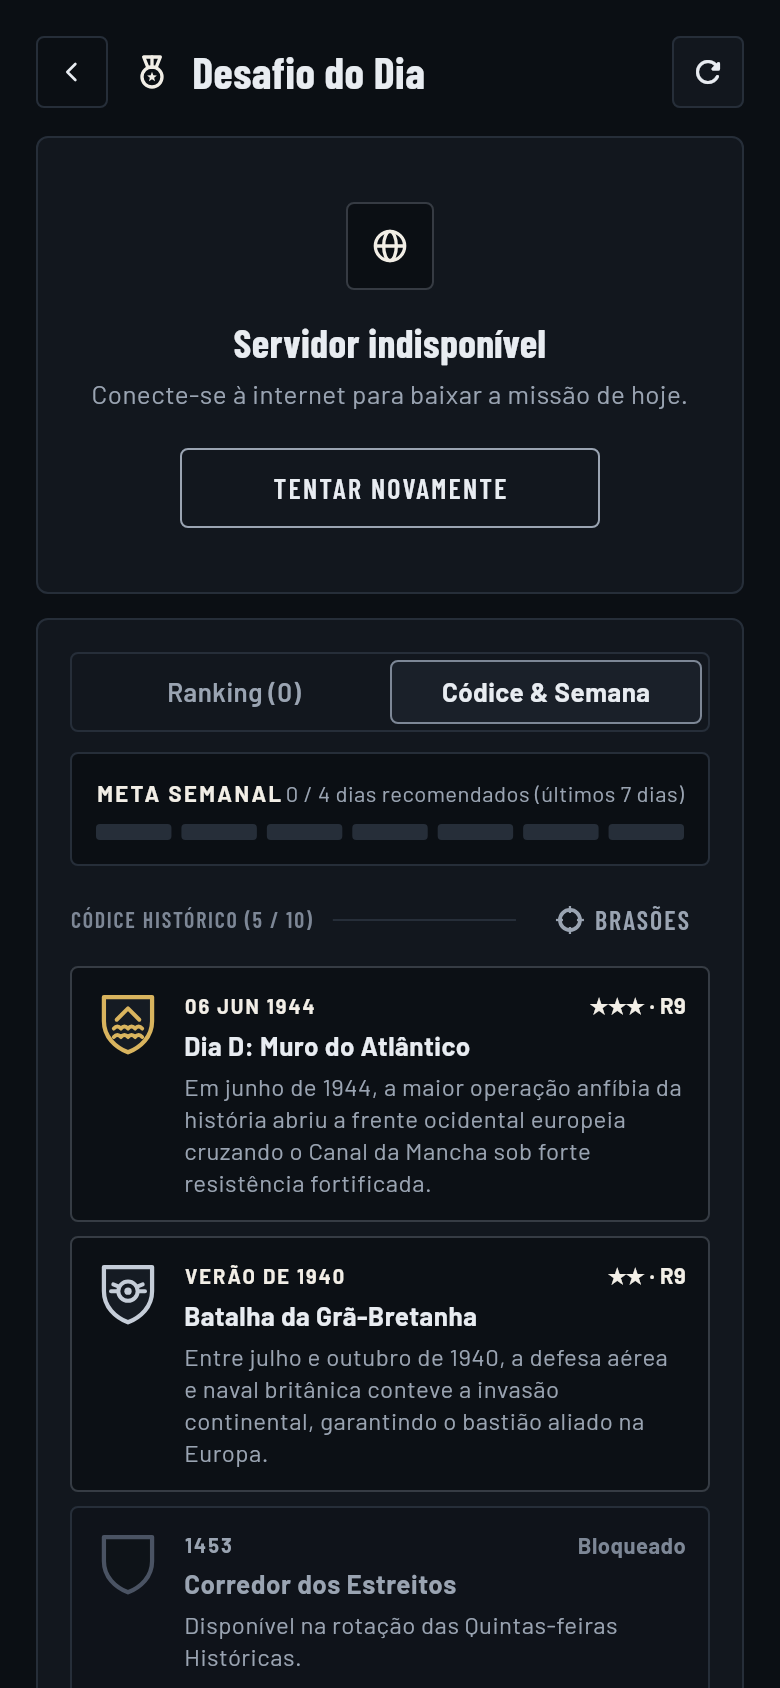 Desafio do Dia
Servidor indisponível
Conecte-se à internet para baixar a missão de hoje.
TENTAR NOVAMENTE
Ranking (0)
Códice & Semana
META SEMANAL 0 / 4 dias recomendados (últimos 7 dias)
CÓDICE HISTÓRICO (5 / 10)
BRASÕES
06 JUN 1944
★★★ · R9
Dia D: Muro do Atlântico
Em junho de 1944, a maior operação anfíbia da
história abriu a frente ocidental europeia
cruzando o Canal da Mancha sob forte
resistência fortificada.
VERÃO DE 1940
★★ · R9
Batalha da Grã-Bretanha
Entre julho e outubro de 1940, a defesa aérea
e naval britânica conteve a invasão
continental, garantindo o bastião aliado na
Europa.
1453
Bloqueado
Corredor dos Estreitos
Disponível na rotação das Quintas-feiras
Históricas.